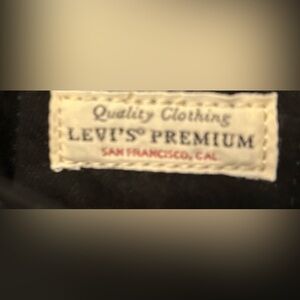 Quality Clothing
LEVI'S® PREMIUM
SAN FRANCISCO, CAL.